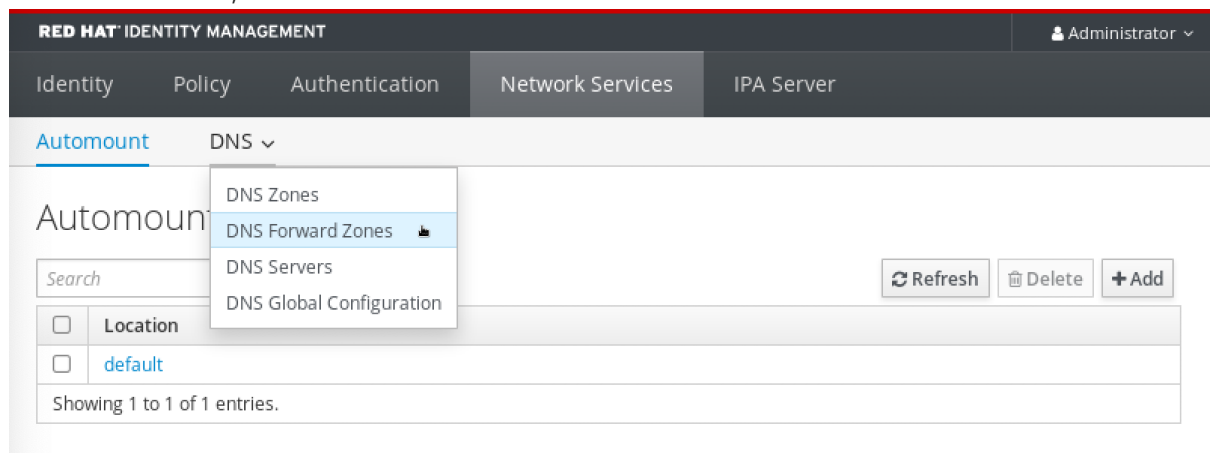 RED HAT® IDENTITY MANAGEMENT Administrator
Identity Policy Authentication Network Services IPA Server
Automount DNS
DNS Zones
Automoun
DNS Forward Zones
Search
DNS Servers
Refresh Delete Add
DNS Global Configuration
Location
default
Showing 1 to 1 of 1 entries.